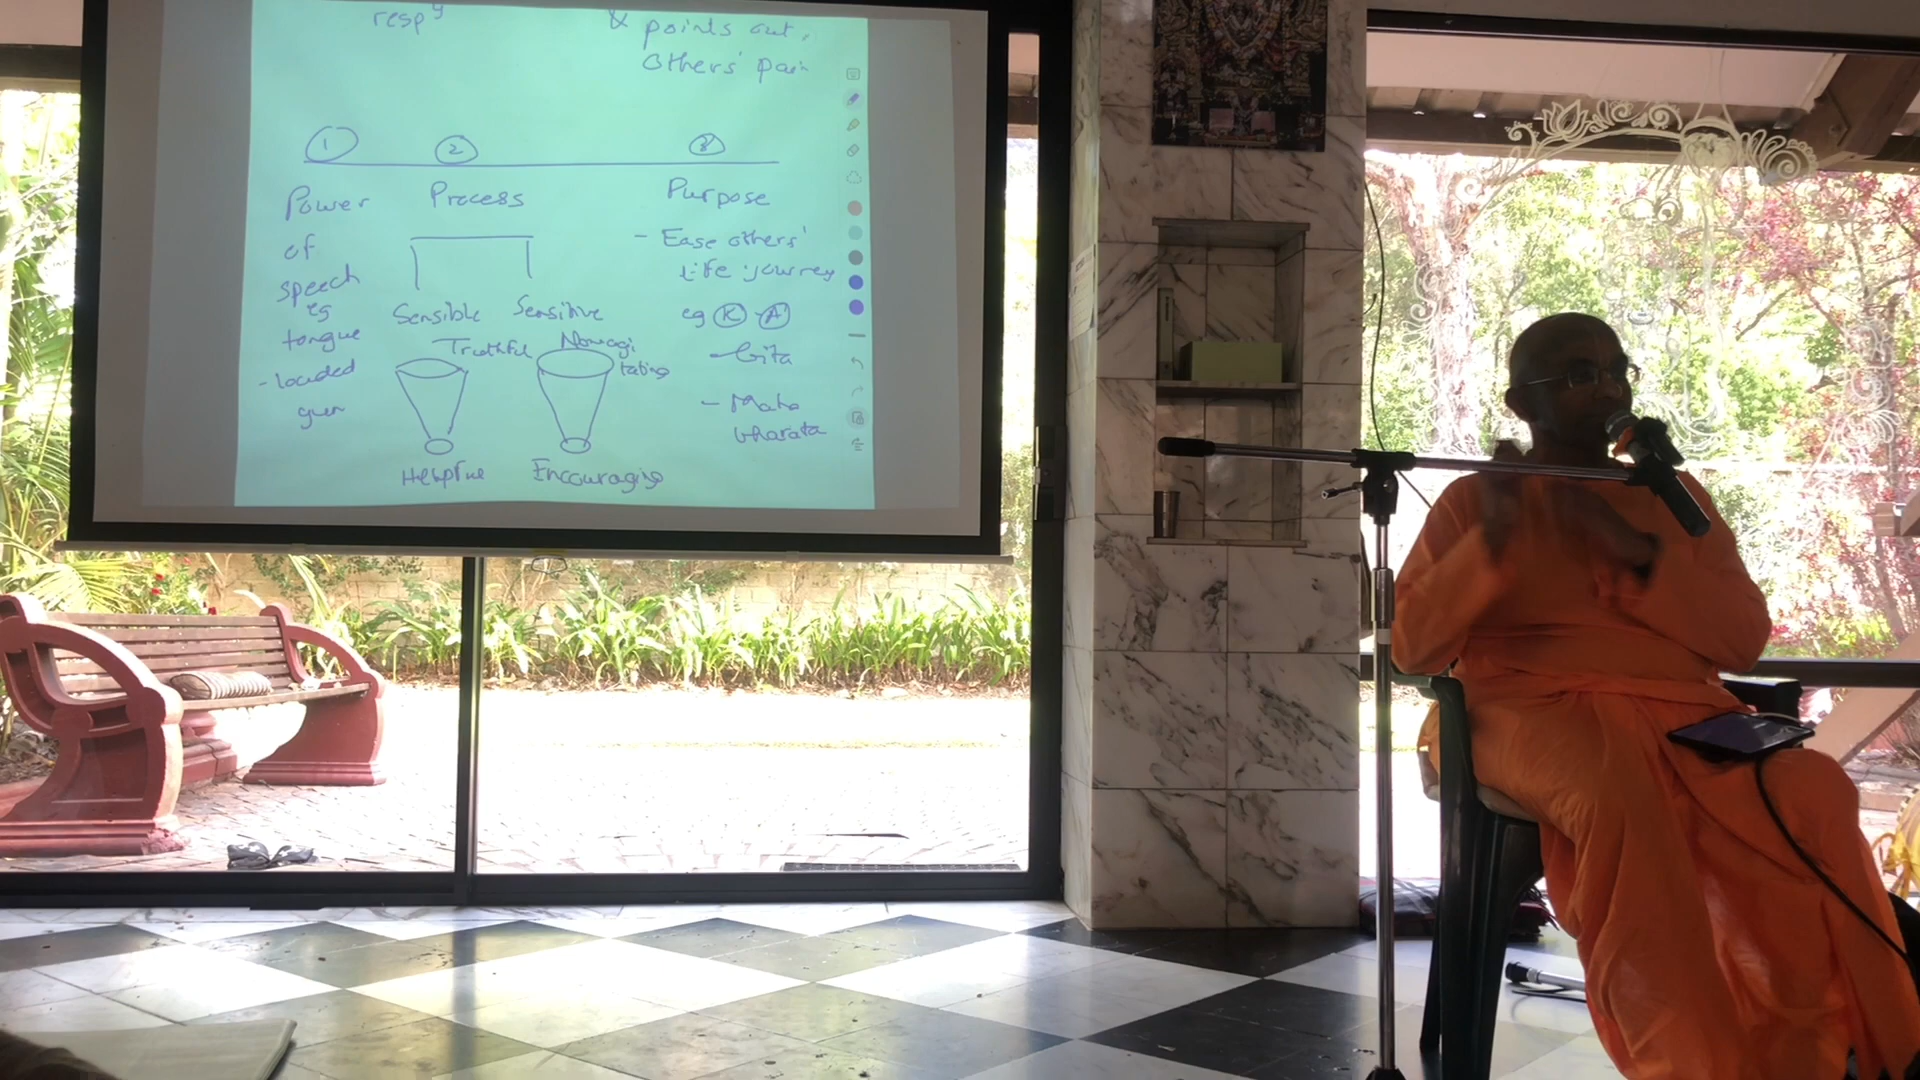 resp y
& points out,
others' pain
1 2 3
Power
of
speech
eg
tongue
- loaded
gun
Process
Sensible Sensitive
Truthful Nonagi
tating
Helpful Encouraging
Purpose
- Ease others'
life journey
eg K A
- Gita
- Maha
bharata